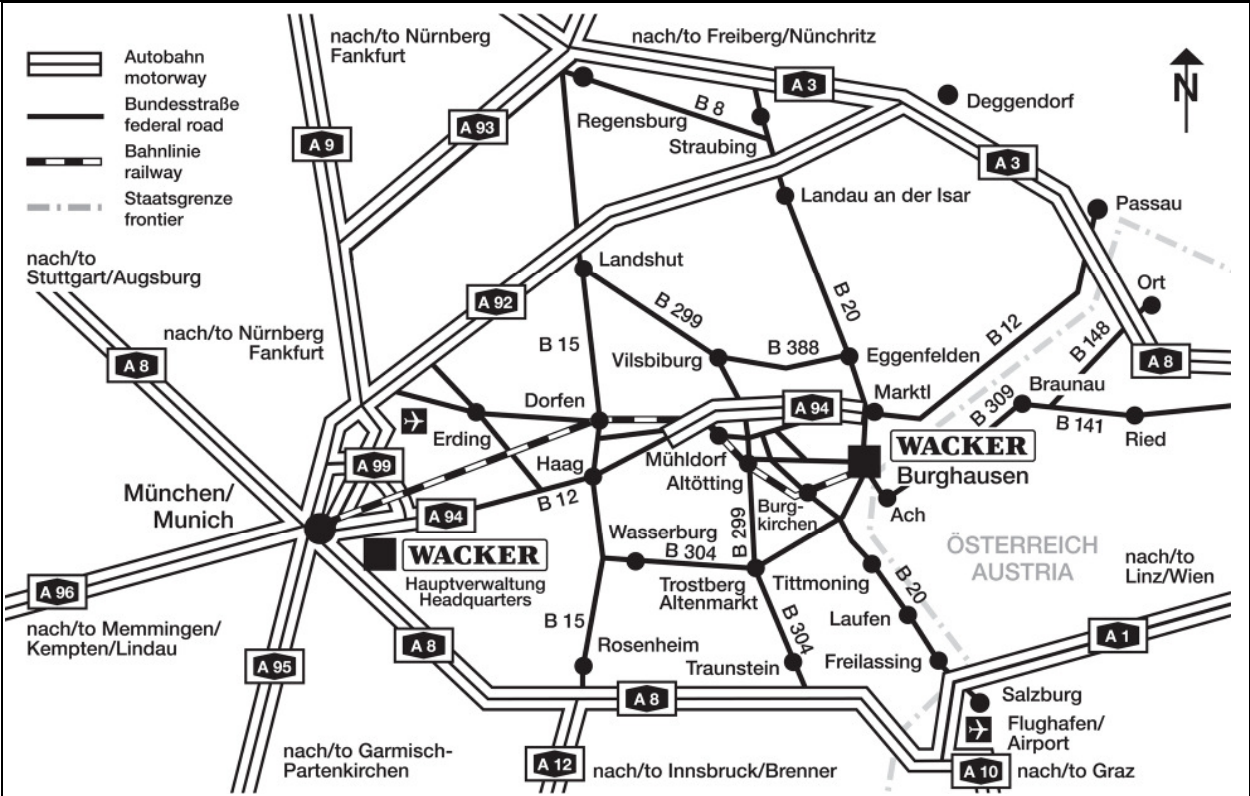 Autobahn
motorway
Bundesstraße
federal road
Bahnlinie
railway
Staatsgrenze
frontier
nach/to Nürnberg
Fankfurt
nach/to Freiberg/Nünchritz
N
A 3
Deggendorf
A 9
A 93
Regensburg
B 8
Straubing
A 3
Landau an der Isar
Passau
nach/to
Stuttgart/Augsburg
Landshut
Ort
A 92
B 299
B 20
B 12
B 148
nach/to Nürnberg
Fankfurt
A 8
B 15
Vilsbiburg
B 388
Eggenfelden
A 8
Dorfen
A 94
Marktl
B 309
Braunau
B 141
Ried
Erding
A 99
Haag
Mühldorf
Altötting
WACKER
Burghausen
München/
Munich
A 94
B 12
Burg-
kirchen
Ach
WACKER
Hauptverwaltung
Headquarters
Wasserburg
B 304
B 299
Trostberg
Altenmarkt
Tittmoning
ÖSTERREICH
AUSTRIA
nach/to
Linz/Wien
A 96
nach/to Memmingen/
Kempten/Lindau
B 15
B 304
B 20
Laufen
A 1
A 95
A 8
Rosenheim
Traunstein
Freilassing
A 8
Salzburg
Flughafen/
Airport
nach/to Garmisch-
Partenkirchen
A 12
nach/to Innsbruck/Brenner
A 10
nach/to Graz